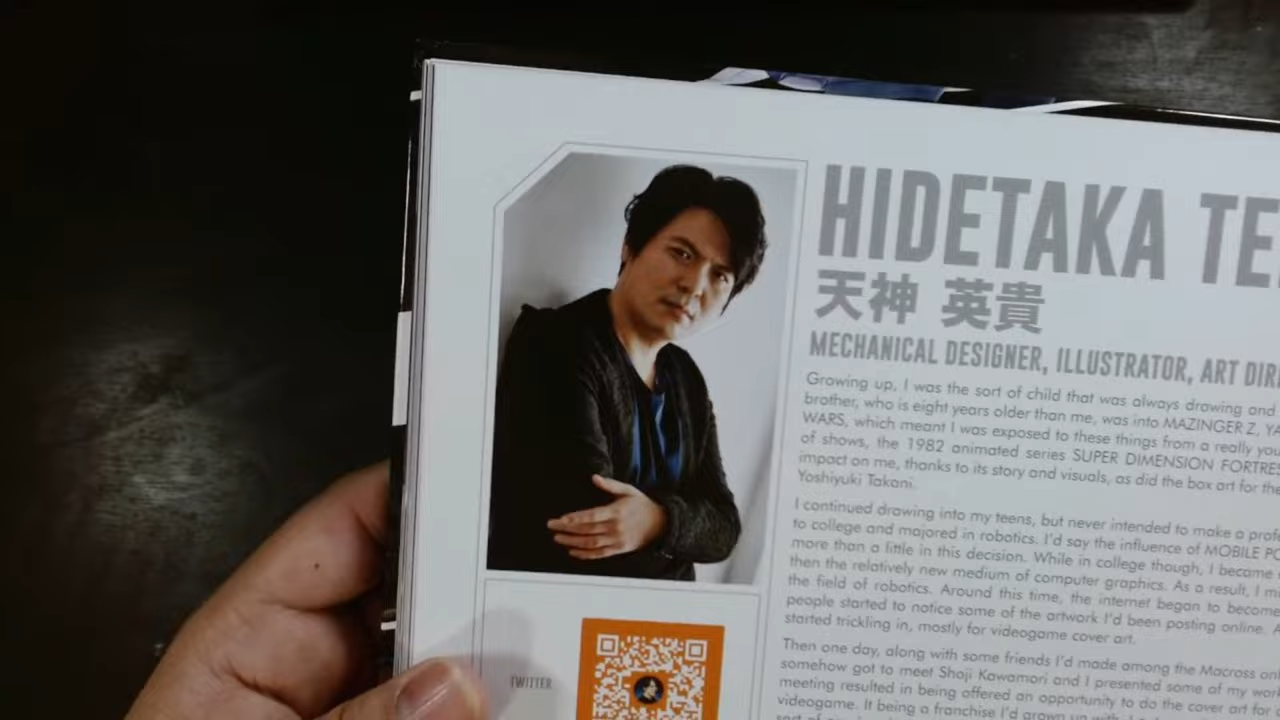 HIDETAKA TE
天神 英貴
MECHANICAL DESIGNER, ILLUSTRATOR, ART DIR
Growing up, I was the sort of child that was always drawing and
brother, who is eight years older than me, was into MAZINGER Z, YA
WARS, which meant I was exposed to these things from a really you
of shows, the 1982 animated series SUPER DIMENSION FORTRES
impact on me, thanks to its story and visuals, as did the box art for the
Yoshiyuki Takani.
I continued drawing into my teens, but never intended to make a profe
to college and majored in robotics. I'd say the influence of MOBILE PO
more than a little in this decision. While in college though, I became
then the relatively new medium of computer graphics. As a result, I m
the field of robotics. Around this time, the internet began to become
people started to notice some of the artwork I'd been posting online. A
started trickling in, mostly for videogame cover art.
Then one day, along with some friends I'd made among the Macross onl
somehow got to meet Shoji Kawamori and I presented some of my work
meeting resulted in being offered an opportunity to do the cover art for
videogame. It being a franchise I'd grown up with
TWITTER